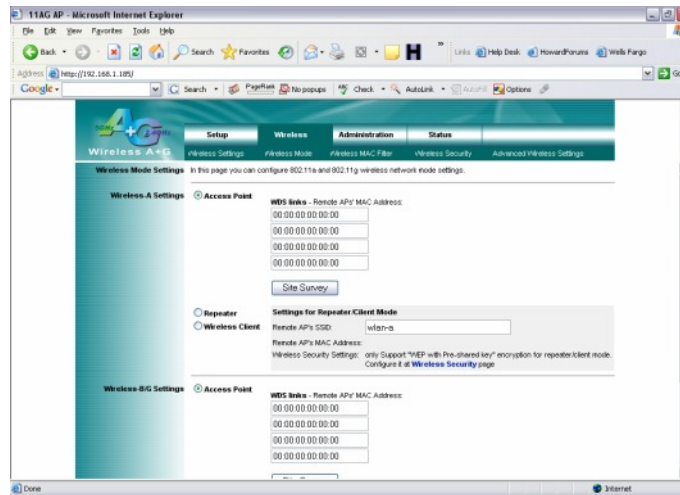 11AG AP - Microsoft Internet Explorer
File Edit View Favorites Tools Help
Back Search Favorites H » Links Help Desk HowardForums Wells Fargo
Address http://192.168.1.185/ Go
Google Search PageRank No popups ABC Check AutoLink AutoFill Options
A+G
Wireless A+G
Setup Wireless Administration Status
Wireless Settings Wireless Mode Wireless MAC Filter Wireless Security Advanced Wireless Settings
Wireless Mode Settings In this page you can configure 802.11a and 802.11g wireless network mode settings.
Wireless-A Settings Access Point
WDS links - Remote APs' MAC Address:
00:00:00:00:00:00
00:00:00:00:00:00
00:00:00:00:00:00
00:00:00:00:00:00
Site Survey
Repeater Settings for Repeater/Client Mode
Wireless Client Remote AP's SSID: wlan-a
Remote AP's MAC Address:
Wireless Security Settings: only Support "WEP with Pre-shared key" encryption for repeater/client mode.
Configure it at Wireless Security page
Wireless-B/G Settings Access Point
WDS links - Remote APs' MAC Address:
00:00:00:00:00:00
00:00:00:00:00:00
00:00:00:00:00:00
00:00:00:00:00:00
Done Internet